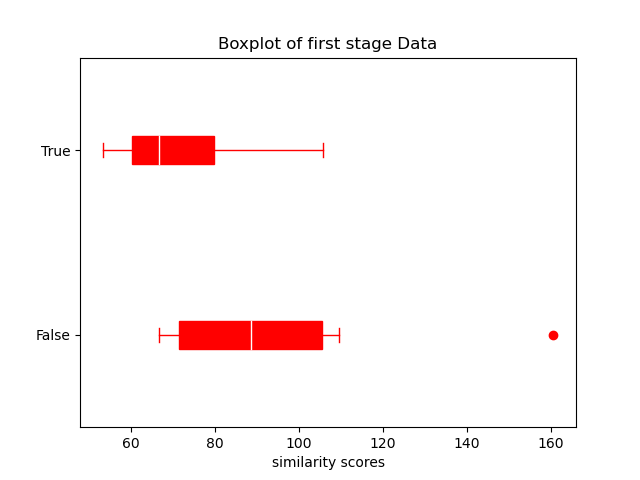 Boxplot of first stage Data
True
False
60 80 100 120 140 160
similarity scores